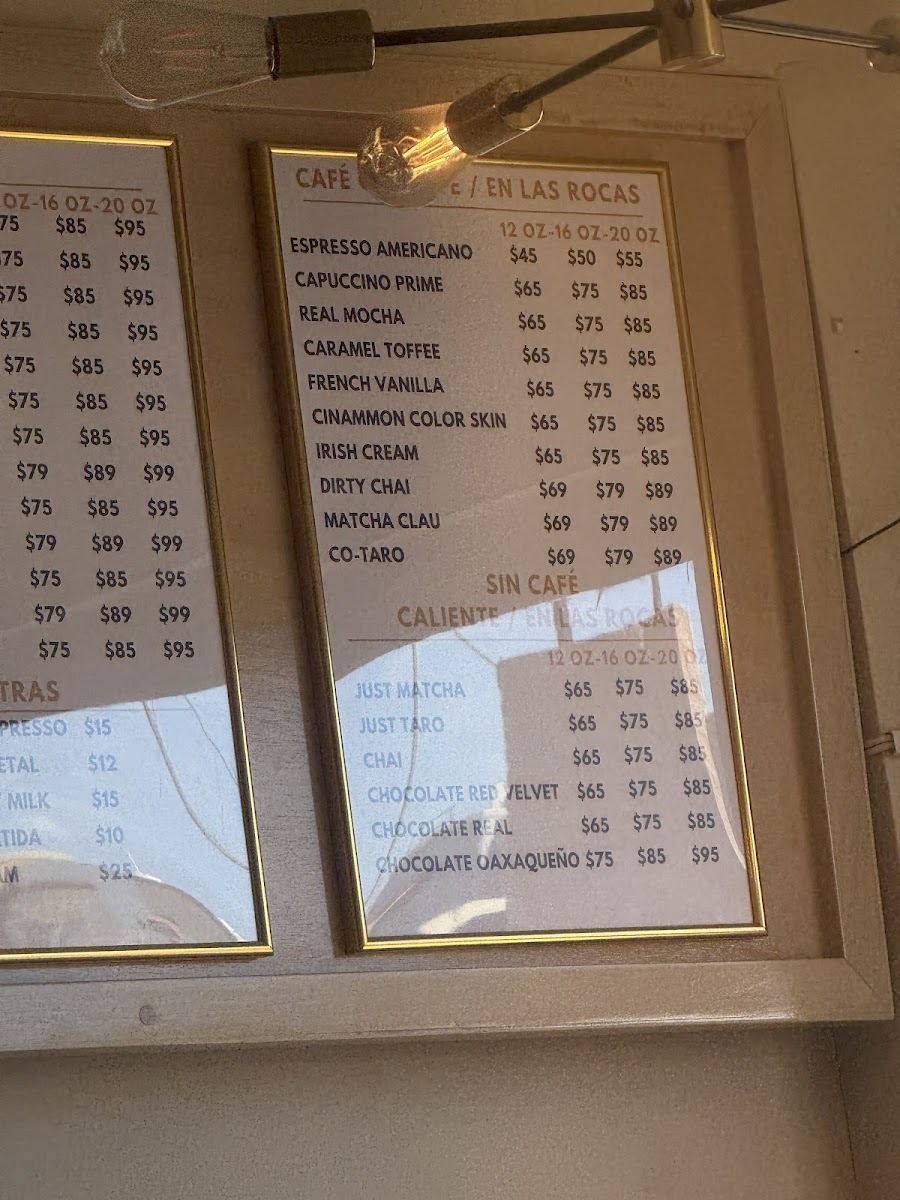 OZ-16 OZ-20 OZ
75 $85 $95
$75 $85 $95
$75 $85 $95
$75 $85 $95
$75 $85 $95
$75 $85 $95
$75 $85 $95
$79 $89 $99
$75 $85 $95
$79 $89 $99
$75 $85 $95
$79 $89 $99
$75 $85 $95
TRAS
PRESSO $15
ETAL $12
MILK $15
TIDA $10
AM $25
CAFÉ E / EN LAS ROCAS
12 OZ-16 OZ-20 OZ
ESPRESSO AMERICANO $45 $50 $55
CAPUCCINO PRIME $65 $75 $85
REAL MOCHA $65 $75 $85
CARAMEL TOFFEE $65 $75 $85
FRENCH VANILLA $65 $75 $85
CINAMMON COLOR SKIN $65 $75 $85
IRISH CREAM $65 $75 $85
DIRTY CHAI $69 $79 $89
MATCHA CLAU $69 $79 $89
CO-TARO $69 $79 $89
SIN CAFÉ
CALIENTE / EN LAS ROCAS
12 OZ-16 OZ-20 OZ
JUST MATCHA $65 $75 $85
JUST TARO $65 $75 $85
CHAI $65 $75 $85
CHOCOLATE RED VELVET $65 $75 $85
CHOCOLATE REAL $65 $75 $85
CHOCOLATE OAXAQUEÑO $75 $85 $95